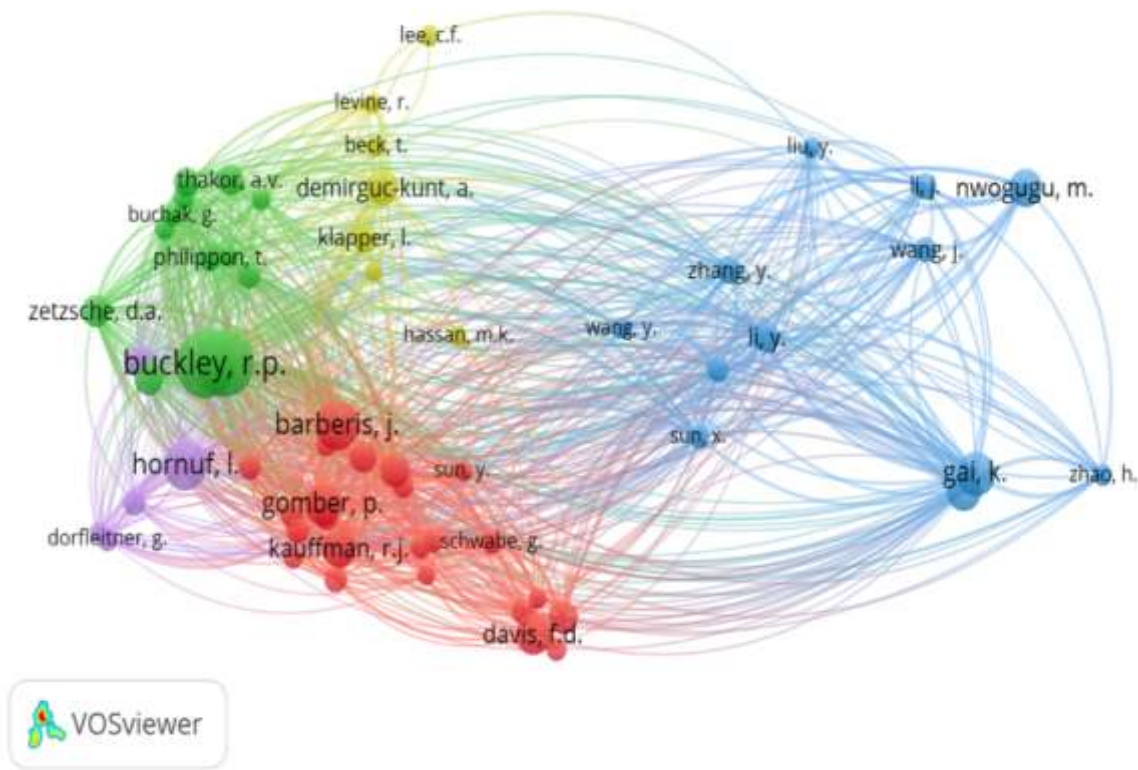 lee, c.f.
levine, r.
beck, t.
liu, y.
thakor, a.v.
demirguc-kunt, a.
li, j.
nwogugu, m.
buchak, g.
klapper, l.
wang, j.
philippon, t.
zhang, y.
zetzsche, d.a.
hassan, m.k.
wang, y.
li, y.
buckley, r.p.
barberis, j.
sun, x.
hornuf, l.
sun, y.
gai, k.
zhao, h.
gomber, p.
dorfleitner, g.
kauffman, r.j.
schwabe, g.
davis, f.d.
VOSviewer